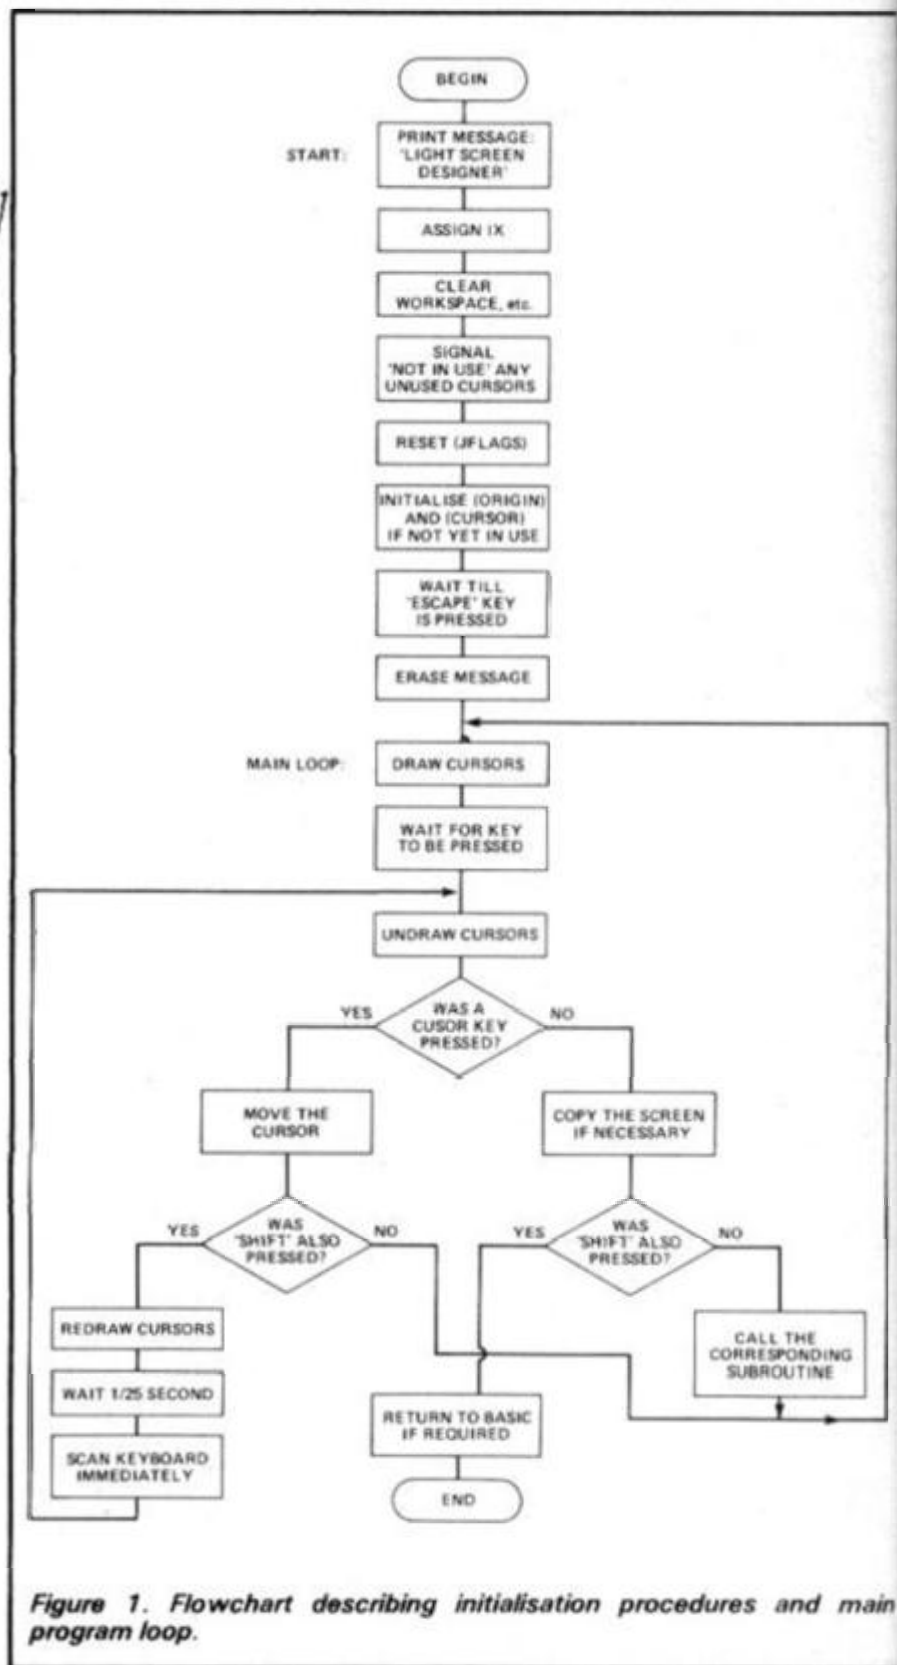 BEGIN
START:
PRINT MESSAGE:
'LIGHT SCREEN
DESIGNER'
ASSIGN IX
CLEAR
WORKSPACE, etc.
SIGNAL
'NOT IN USE' ANY
UNUSED CURSORS
RESET (JFLAGS)
INITIALISE (ORIGIN)
AND (CURSOR)
IF NOT YET IN USE
WAIT TILL
'ESCAPE' KEY
IS PRESSED
ERASE MESSAGE
MAIN LOOP:
DRAW CURSORS
WAIT FOR KEY
TO BE PRESSED
UNDRAW CURSORS
YES
WAS A
CUSOR KEY
PRESSED?
NO
MOVE THE
CURSOR
COPY THE SCREEN
IF NECESSARY
YES
WAS
'SHIFT' ALSO
PRESSED?
NO
YES
WAS
'SHIFT' ALSO
PRESSED?
NO
REDRAW CURSORS
WAIT 1/25 SECOND
SCAN KEYBOARD
IMMEDIATELY
CALL THE
CORRESPONDING
SUBROUTINE
RETURN TO BASIC
IF REQUIRED
END
Figure 1. Flowchart describing initialisation procedures and main
program loop.